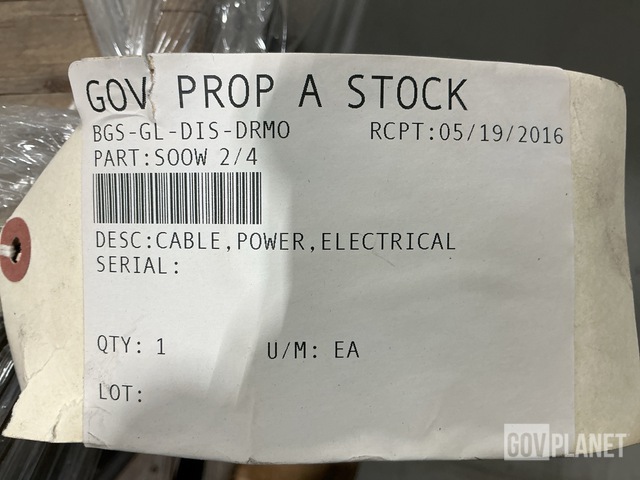 GOV PROP A STOCK
BGS-GL-DIS-DRMO RCPT:05/19/2016
PART:SOOW 2/4
DESC:CABLE,POWER,ELECTRICAL
SERIAL:
QTY: 1 U/M: EA
LOT:
GOVPLANET